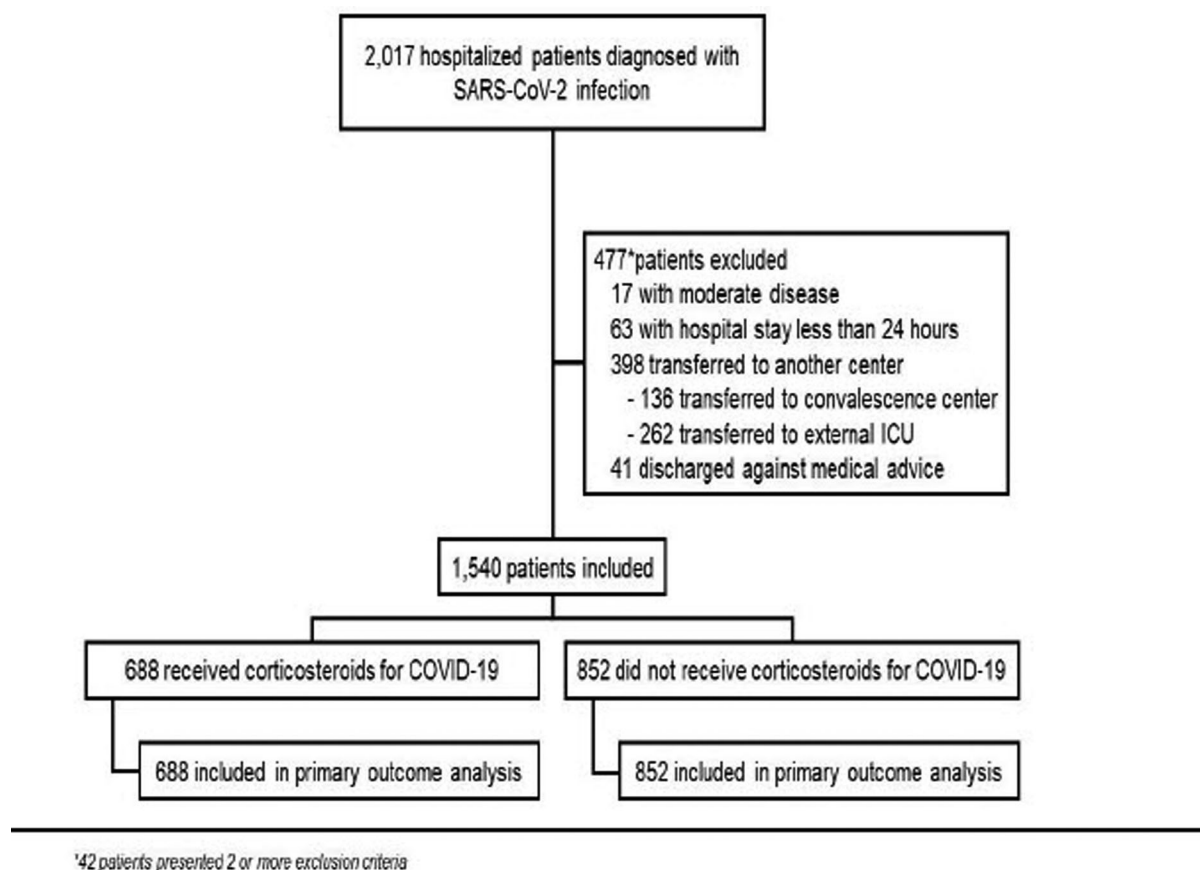 2,017 hospitalized patients diagnosed with
SARS-CoV-2 infection
477*patients excluded
17 with moderate disease
63 with hospital stay less than 24 hours
398 transferred to another center
- 136 transferred to convalescence center
- 262 transferred to external ICU
41 discharged against medical advice
1,540 patients included
688 received corticosteroids for COVID-19
852 did not receive corticosteroids for COVID-19
688 included in primary outcome analysis
852 included in primary outcome analysis
*42 patients presented 2 or more exclusion criteria